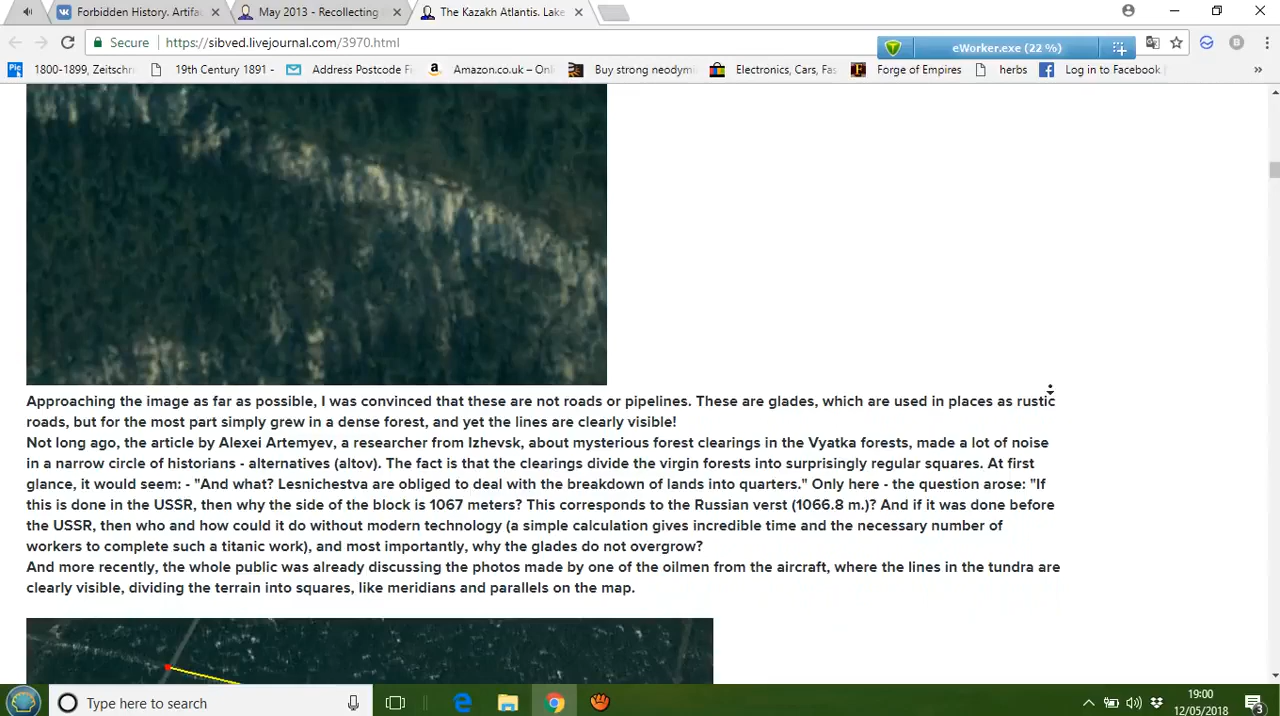 Forbidden History. Artifa
May 2013 - Recollecting
The Kazakh Atlantis. Lake
Secure
https://sibved.livejournal.com/3970.html
eWorker.exe (22 %)
B
1800-1899, Zeitschr
19th Century 1891 -
Address Postcode F
Amazon.co.uk – Onli
Buy strong neodym
Electronics, Cars, Fas
Forge of Empires
herbs
Log in to Facebook
»
Approaching the image as far as possible, I was convinced that these are not roads or pipelines. These are glades, which are used in places as rustic
roads, but for the most part simply grew in a dense forest, and yet the lines are clearly visible!
Not long ago, the article by Alexei Artemyev, a researcher from Izhevsk, about mysterious forest clearings in the Vyatka forests, made a lot of noise
in a narrow circle of historians - alternatives (altov). The fact is that the clearings divide the virgin forests into surprisingly regular squares. At first
glance, it would seem: - "And what? Lesnichestva are obliged to deal with the breakdown of lands into quarters." Only here - the question arose: "If
this is done in the USSR, then why the side of the block is 1067 meters? This corresponds to the Russian verst (1066.8 m.)? And if it was done before
the USSR, then who and how could it do without modern technology (a simple calculation gives incredible time and the necessary number of
workers to complete such a titanic work), and most importantly, why the glades do not overgrow?
And more recently, the whole public was already discussing the photos made by one of the oilmen from the aircraft, where the lines in the tundra are
clearly visible, dividing the terrain into squares, like meridians and parallels on the map.
Type here to search
19:00
12/05/2018
3